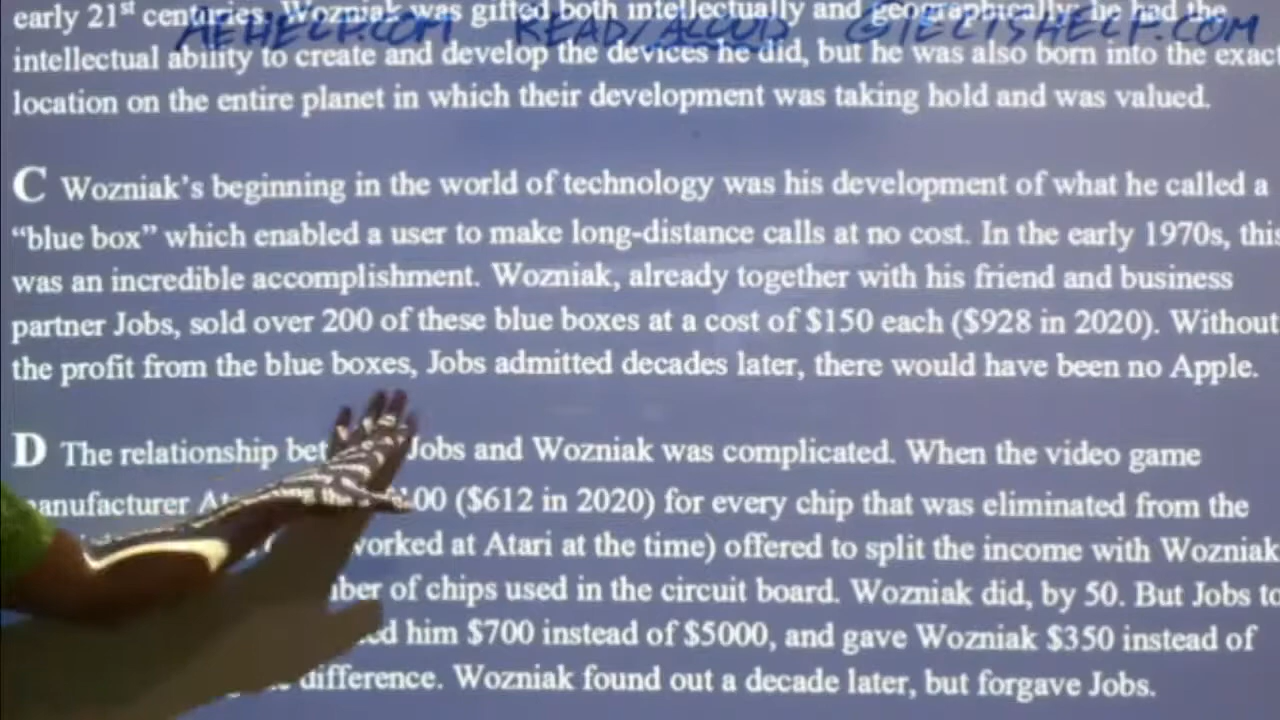 AEHELP.COM READ/ALOUD GIELTSHELP.COM
early 21st centuries. Wozniak was gifted both intellectually and geographically: he had the
intellectual ability to create and develop the devices he did, but he was also born into the exact
location on the entire planet in which their development was taking hold and was valued.
C Wozniak's beginning in the world of technology was his development of what he called a
“blue box” which enabled a user to make long-distance calls at no cost. In the early 1970s, this
was an incredible accomplishment. Wozniak, already together with his friend and business
partner Jobs, sold over 200 of these blue boxes at a cost of $150 each ($928 in 2020). Without
the profit from the blue boxes, Jobs admitted decades later, there would have been no Apple.
D The relationship Jobs and Wozniak was complicated. When the video game
($612 in 2020) for every chip that was eliminated from the
worked at Atari at the time) offered to split the income with Wozniak
of chips used in the circuit board. Wozniak did, by 50. But Jobs
him $700 instead of $5000, and gave Wozniak $350 instead of
difference. Wozniak found out a decade later, but forgave Jobs.